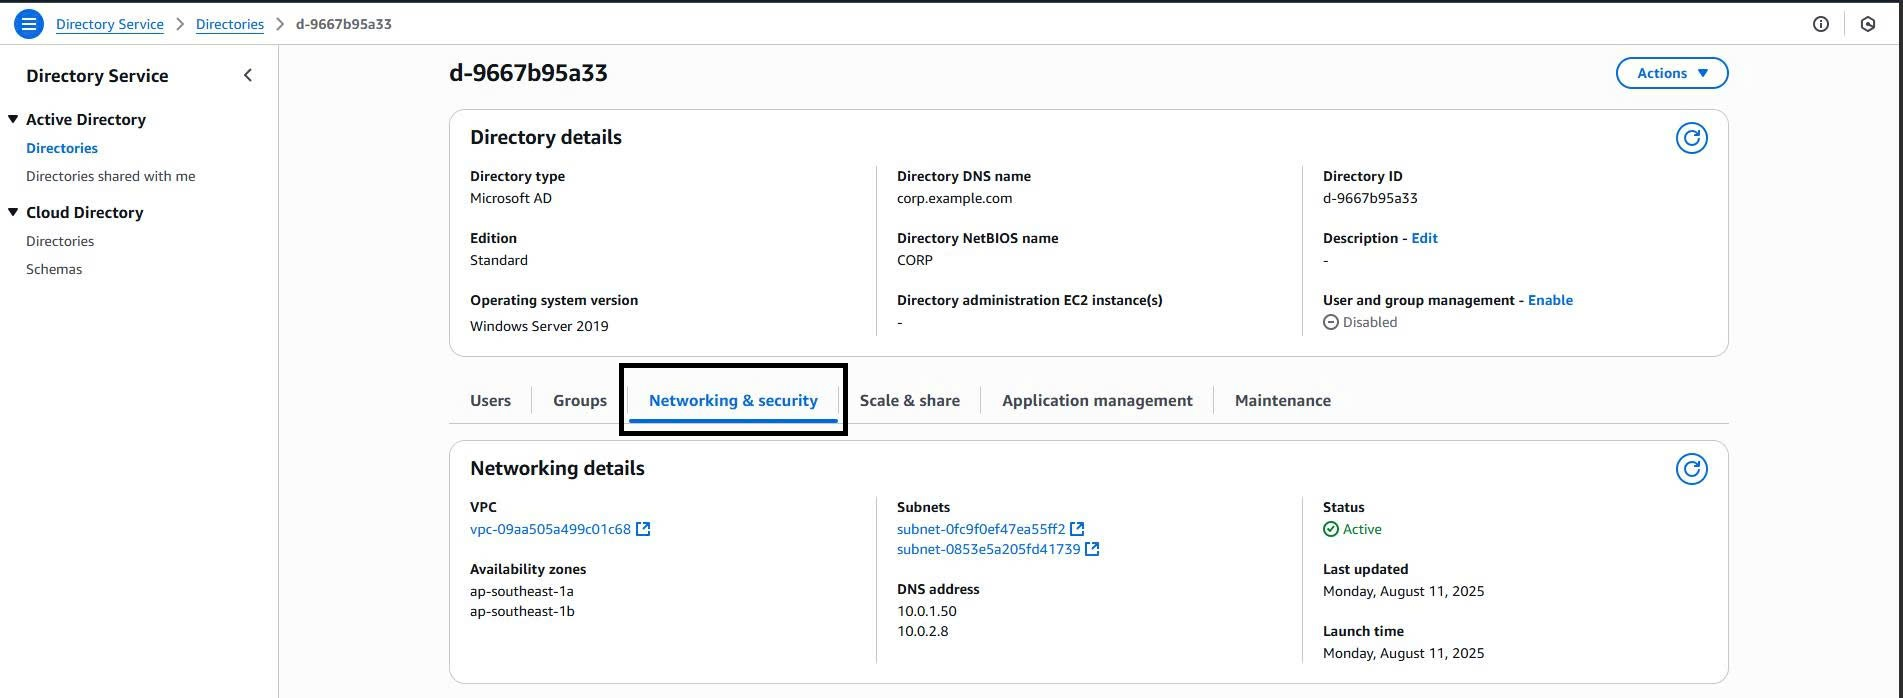 Directory Service > Directories > d-9667b95a33
Directory Service
Active Directory
Directories
Directories shared with me
Cloud Directory
Directories
Schemas
d-9667b95a33
Actions
Directory details
Directory type
Microsoft AD
Edition
Standard
Operating system version
Windows Server 2019
Directory DNS name
corp.example.com
Directory NetBIOS name
CORP
Directory administration EC2 instance(s)
-
Directory ID
d-9667b95a33
Description - Edit
-
User and group management - Enable
Disabled
Users Groups Networking & security Scale & share Application management Maintenance
Networking details
VPC
vpc-09aa505a499c01c68
Availability zones
ap-southeast-1a
ap-southeast-1b
Subnets
subnet-0fc9f0ef47ea55ff2
subnet-0853e5a205fd41739
DNS address
10.0.1.50
10.0.2.8
Status
Active
Last updated
Monday, August 11, 2025
Launch time
Monday, August 11, 2025